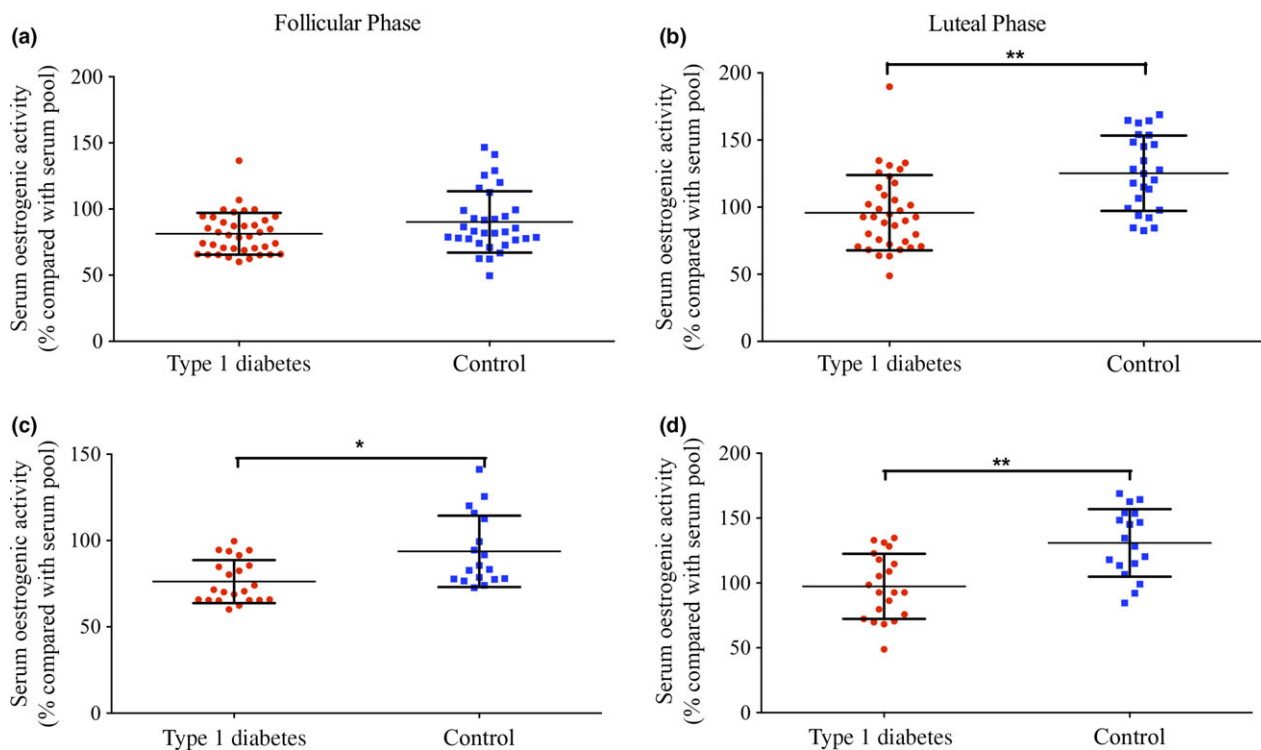 Follicular Phase
Luteal Phase
(a)
Serum oestrogenic activity
(% compared with serum pool)
200
150
100
50
0
Type 1 diabetes
Control
(b)
Serum oestrogenic activity
(% compared with serum pool)
200
150
100
50
0
**
Type 1 diabetes
Control
(c)
Serum oestrogenic activity
(% compared with serum pool)
150
100
50
0
*
Type 1 diabetes
Control
(d)
Serum oestrogenic activity
(% compared with serum pool)
200
150
100
50
0
**
Type 1 diabetes
Control